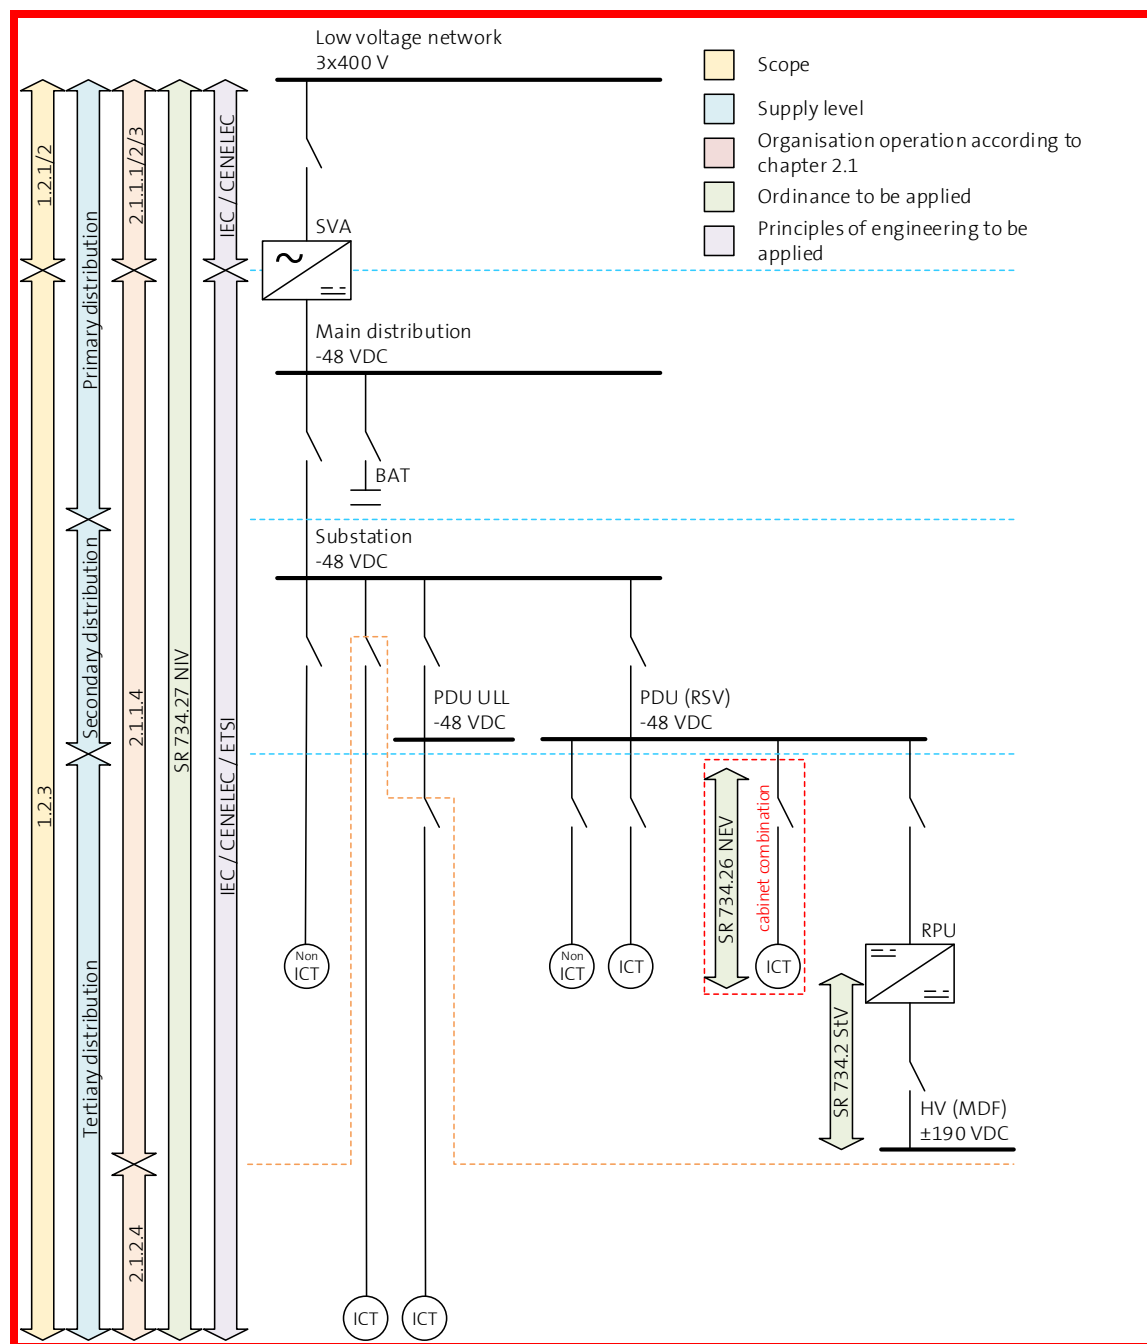 Low voltage network
3x400 V
Scope
Supply level
Organisation operation according to
chapter 2.1
Ordinance to be applied
Principles of engineering to be
applied
1.2.1/2
Primary distribution
2.1.1.1/2/3
IEC / CENELEC
SVA
Main distribution
-48 VDC
BAT
Substation
-48 VDC
1.2.3
Secondary distribution
2.1.1.4
SR 734.27 NIV
IEC / CENELEC / ETSI
PDU ULL
-48 VDC
PDU (RSV)
-48 VDC
SR 734.26 NEV
cabinet combination
Non
ICT
Non
ICT
ICT
ICT
RPU
SR 734.2 StV
HV (MDF)
±190 VDC
Tertiary distribution
2.1.2.4
ICT
ICT